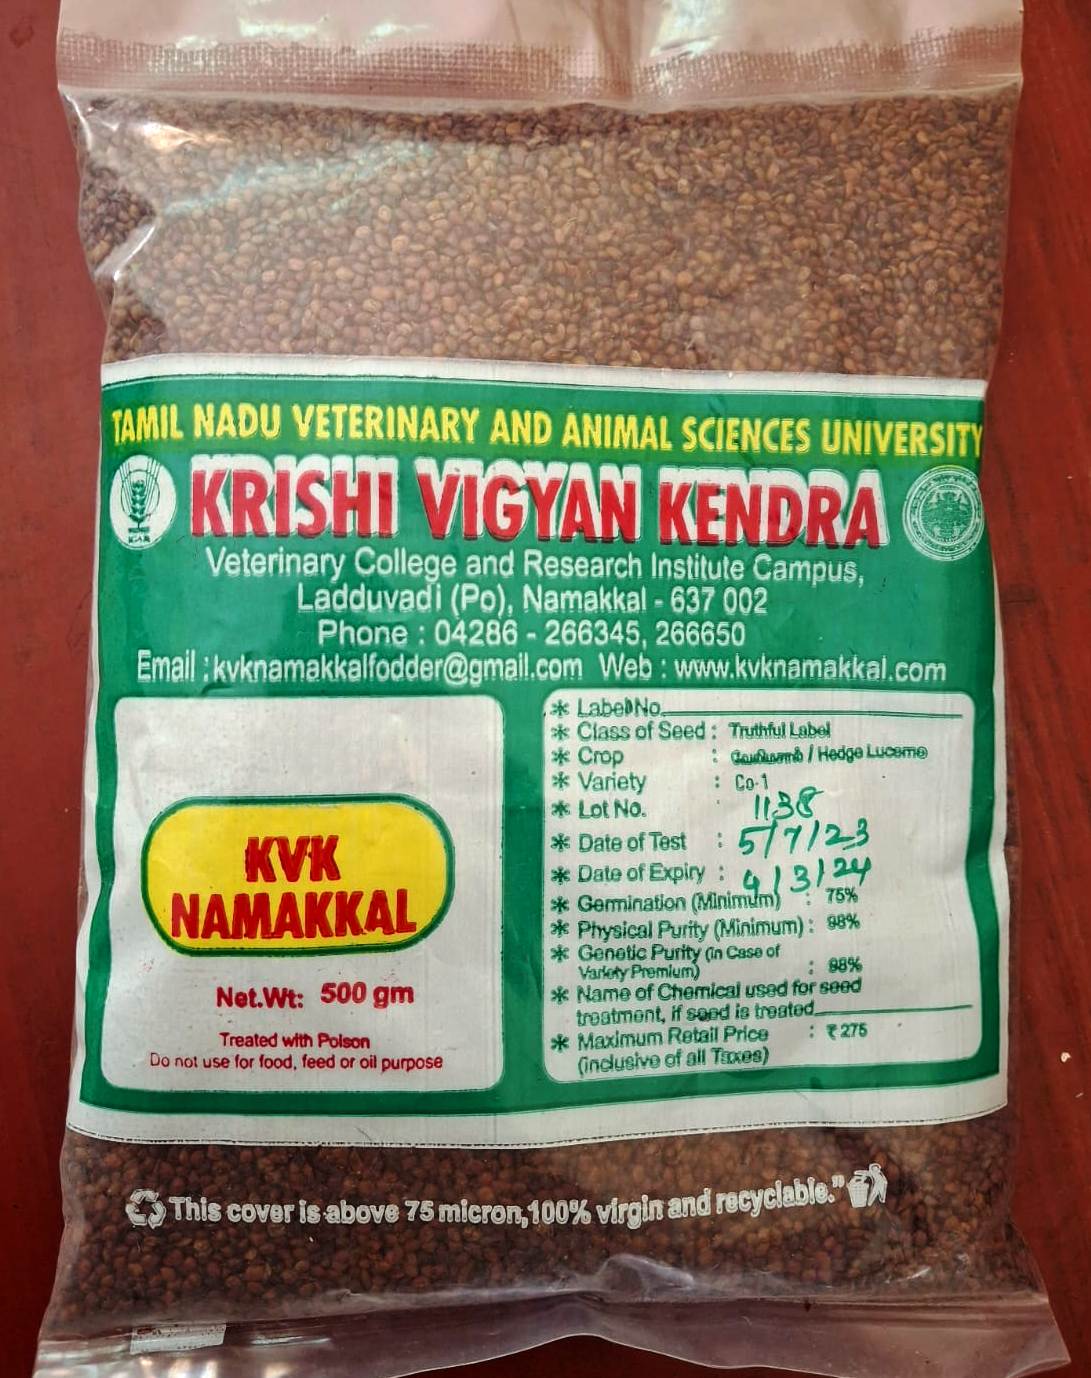 TAMIL NADU VETERINARY AND ANIMAL SCIENCES UNIVERSITY
KRISHI VIGYAN KENDRA
ICAR
Veterinary College and Research Institute Campus,
Ladduvadi (Po), Namakkal - 637 002
Phone : 04286 - 266345, 266650
Email : kvknamakkalfodder@gmail.com Web : www.kvknamakkal.com
KVK
NAMAKKAL
Net.Wt: 500 gm
Treated with Poison
Do not use for food, feed or oil purpose
* Label No.
* Class of Seed : Truthful Label
* Crop : வேலிமசால் / Hedge Lucerne
* Variety : Co-1
* Lot No. : 1138
* Date of Test : 5/7/23
* Date of Expiry : 4/3/24
* Germination (Minimum) : 75%
* Physical Purity (Minimum) : 98%
* Genetic Purity (in Case of
Variety Premium) : 98%
* Name of Chemical used for seed
treatment, if seed is treated
* Maximum Retail Price : ₹ 275
(inclusive of all Taxes)
This cover is above 75 micron,100% virgin and recyclable."